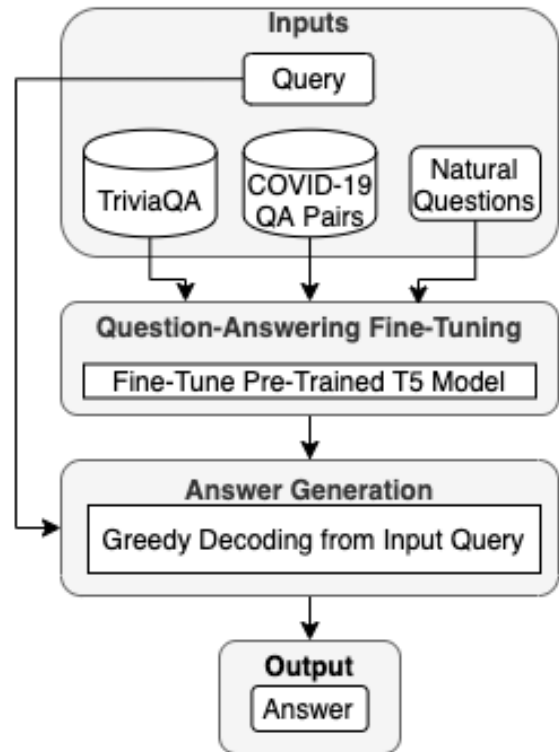 Inputs
Query
TriviaQA
COVID-19
QA Pairs
Natural
Questions
Question-Answering Fine-Tuning
Fine-Tune Pre-Trained T5 Model
Answer Generation
Greedy Decoding from Input Query
Output
Answer